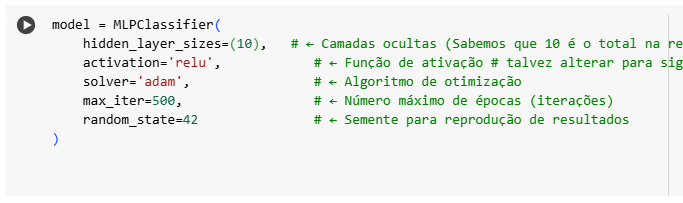 model = MLPClassifier(
    hidden_layer_sizes=(10),   # ← Camadas ocultas (Sabemos que 10 é o total na re
    activation='relu',            # ← Função de ativação # talvez alterar para sig
    solver='adam',                # ← Algoritmo de otimização
    max_iter=500,                 # ← Número máximo de épocas (iterações)
    random_state=42               # ← Semente para reprodução de resultados
)